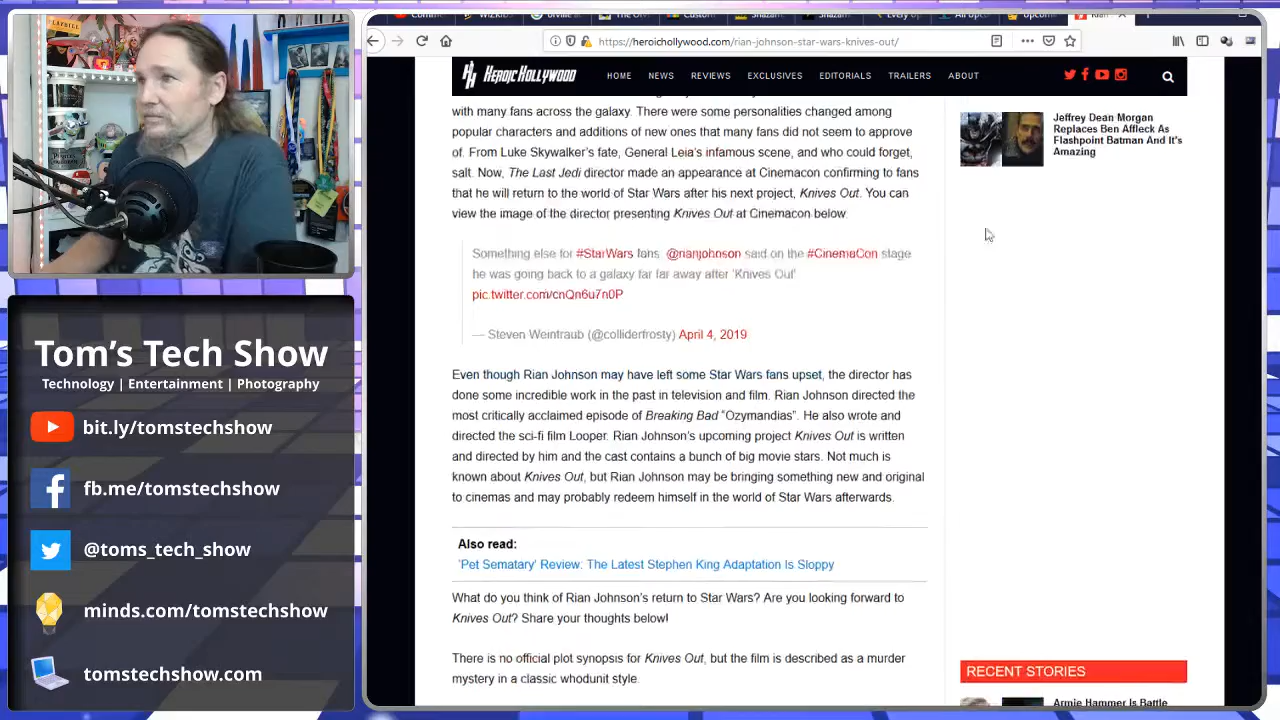 Comm
Wizkids
https://heroichollywood.com/rian-johnson-star-wars-knives-out/
HEROIC HOLLYWOOD
HOME
NEWS
REVIEWS
EXCLUSIVES
EDITORIALS
TRAILERS
ABOUT
with many fans across the galaxy. There were some personalities changed among
popular characters and additions of new ones that many fans did not seem to approve
of. From Luke Skywalker's fate, General Leia's infamous scene, and who could forget,
salt. Now, The Last Jedi director made an appearance at Cinemacon confirming to fans
that he will return to the world of Star Wars after his next project, Knives Out. You can
view the image of the director presenting Knives Out at Cinemacon below:
Something else for #StarWars fans: @rianjohnson said on the #CinemaCon stage
he was going back to a galaxy far far away after 'Knives Out'
pic.twitter.com/cnQn6u7n0P
— Steven Weintraub (@colliderfrosty) April 4, 2019
Even though Rian Johnson may have left some Star Wars fans upset, the director has
done some incredible work in the past in television and film. Rian Johnson directed the
most critically acclaimed episode of Breaking Bad "Ozymandias". He also wrote and
directed the sci-fi film Looper. Rian Johnson's upcoming project Knives Out is written
and directed by him and the cast contains a bunch of big movie stars. Not much is
known about Knives Out, but Rian Johnson may be bringing something new and original
to cinemas and may probably redeem himself in the world of Star Wars afterwards.
Also read:
'Pet Sematary' Review: The Latest Stephen King Adaptation Is Sloppy
What do you think of Rian Johnson's return to Star Wars? Are you looking forward to
Knives Out? Share your thoughts below!
There is no official plot synopsis for Knives Out, but the film is described as a murder
mystery in a classic whodunit style.
Jeffrey Dean Morgan
Replaces Ben Affleck As
Flashpoint Batman And It's
Amazing
RECENT STORIES
Armie Hammer Is Battle
Tom's Tech Show
Technology | Entertainment | Photography
bit.ly/tomstechshow
fb.me/tomstechshow
@toms_tech_show
minds.com/tomstechshow
tomstechshow.com